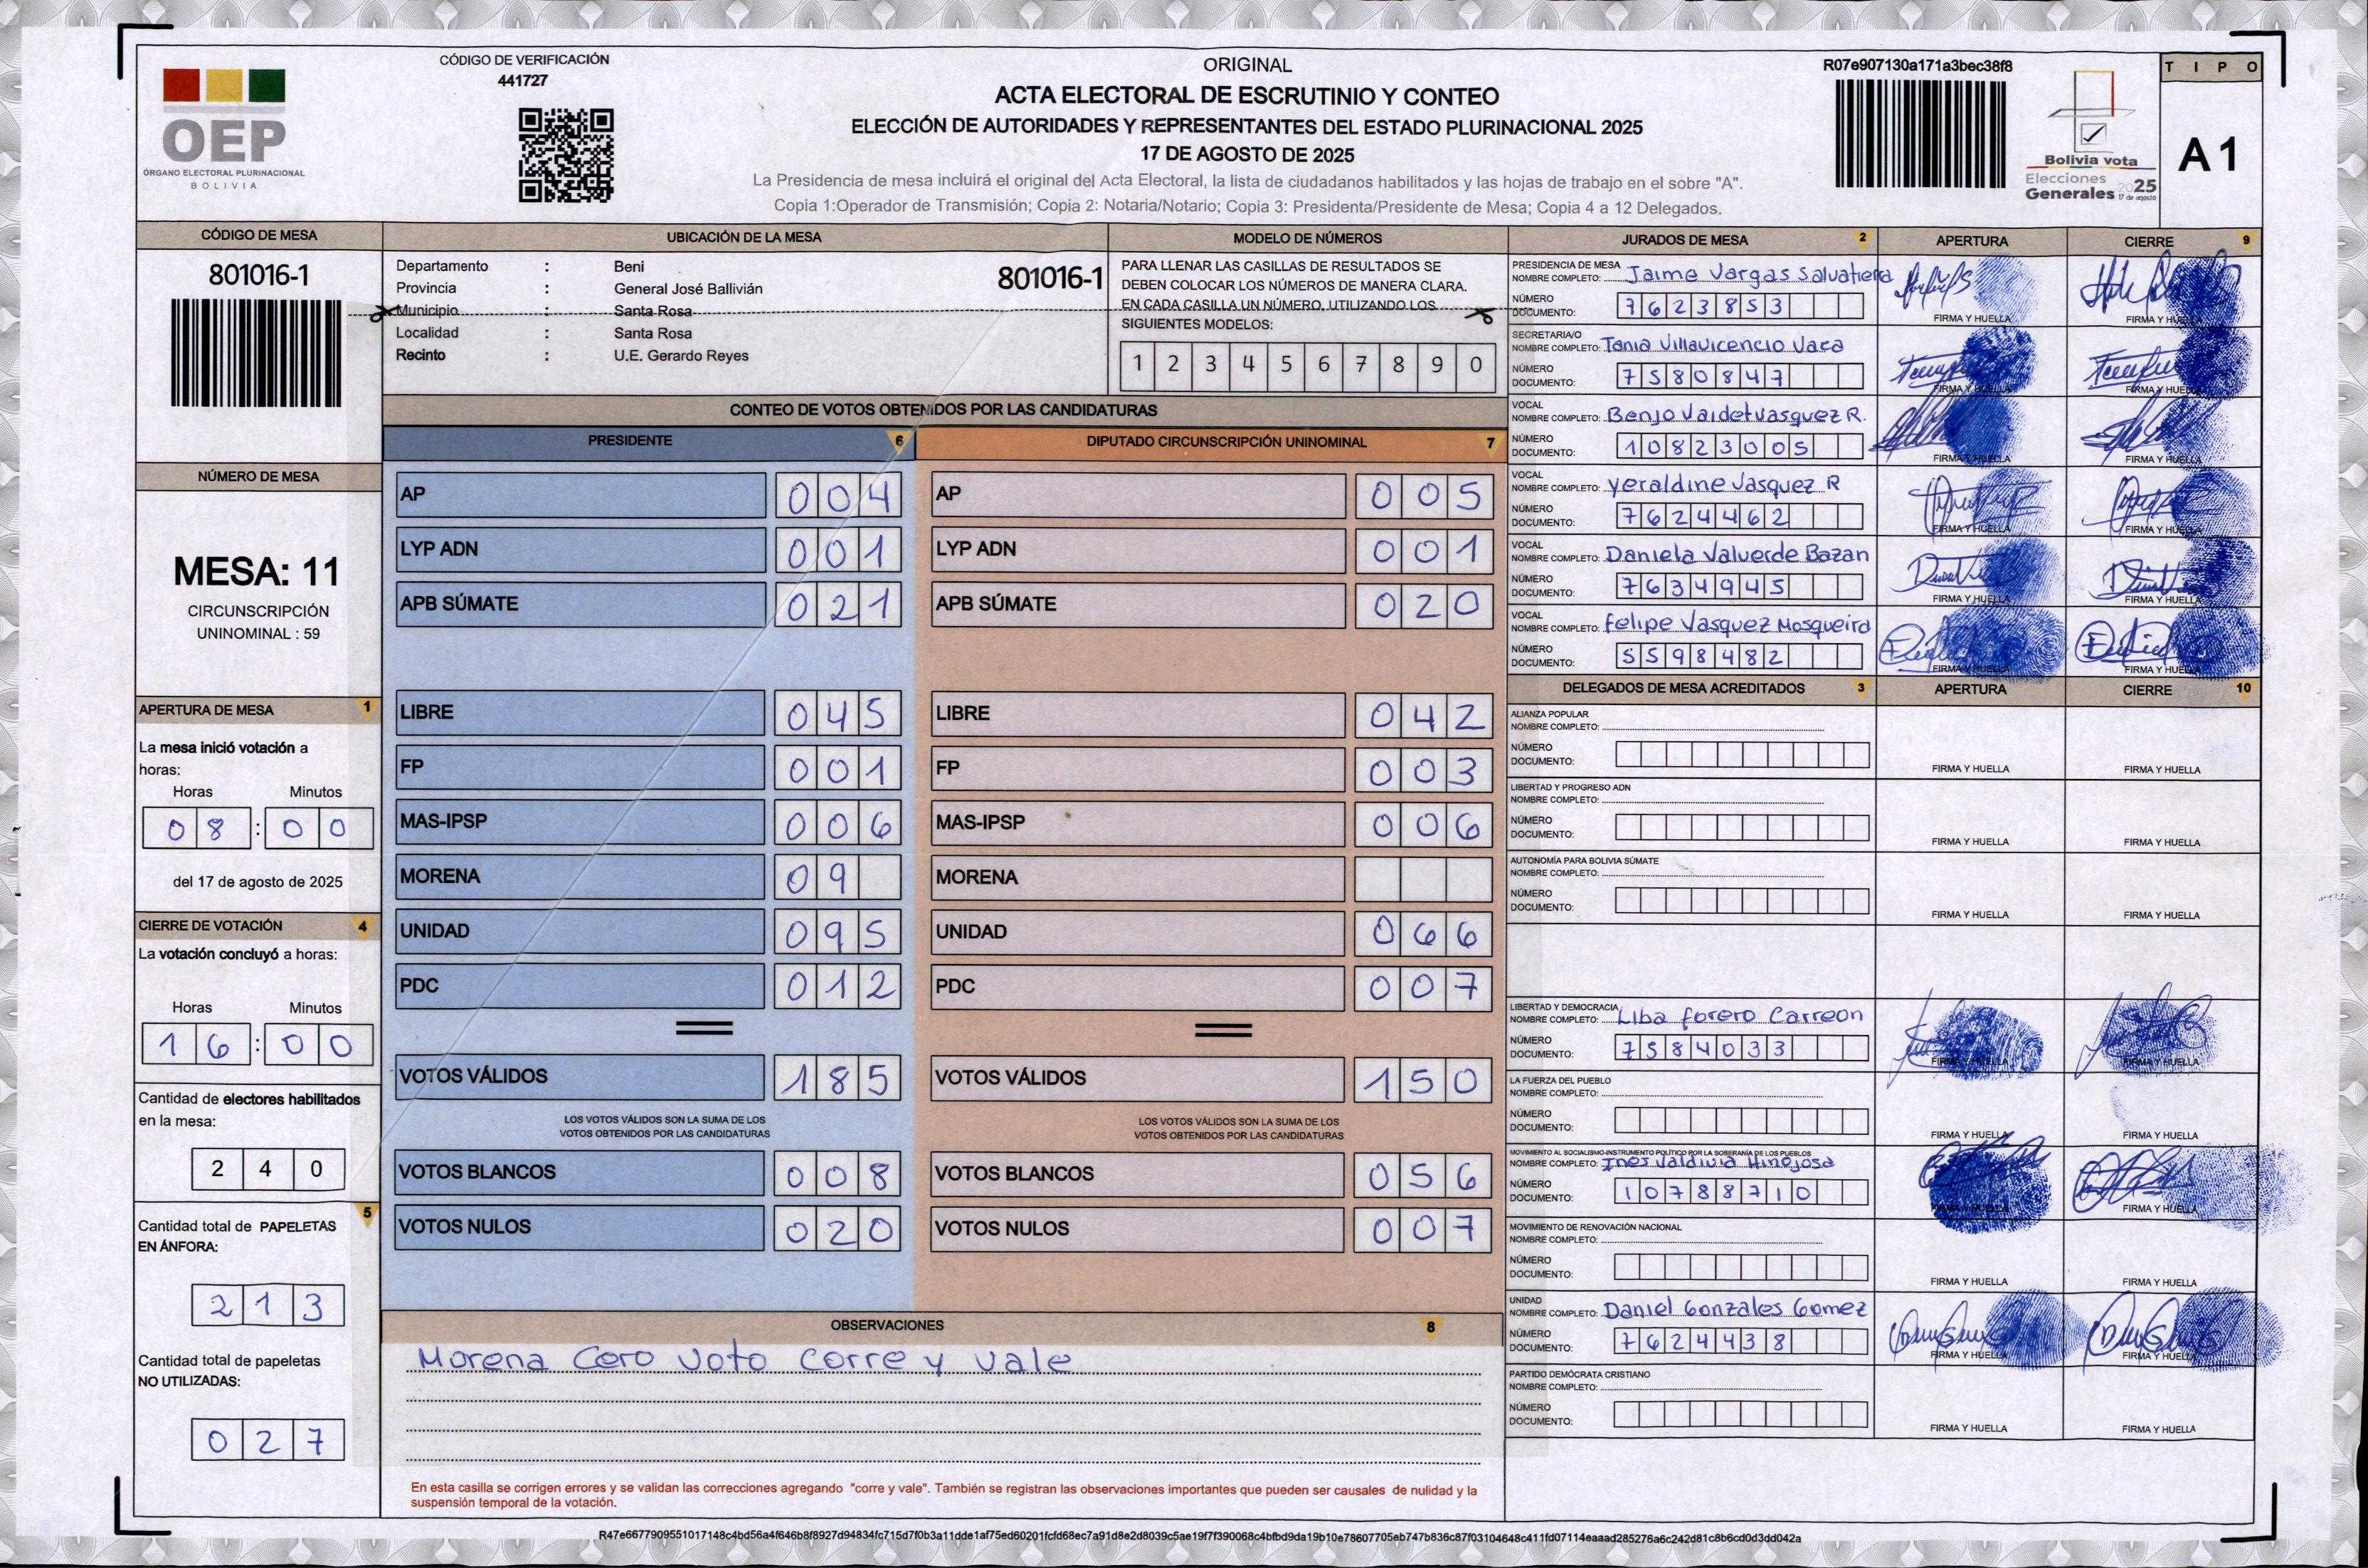 CÓDIGO DE VERIFICACIÓN
441727
OEP
ÓRGANO ELECTORAL PLURINACIONAL
BOLIVIA
ORIGINAL
ACTA ELECTORAL DE ESCRUTINIO Y CONTEO
ELECCIÓN DE AUTORIDADES Y REPRESENTANTES DEL ESTADO PLURINACIONAL 2025
17 DE AGOSTO DE 2025
La Presidencia de mesa incluirá el original del Acta Electoral, la lista de ciudadanos habilitados y las hojas de trabajo en el sobre "A".
Copia 1:Operador de Transmisión; Copia 2: Notaria/Notario; Copia 3: Presidenta/Presidente de Mesa; Copia 4 a 12 Delegados.
R07e907130a171a3bec38f8
Bolivia vota
Elecciones
Generales 2025
17 de agosto
TIPO
A 1
CÓDIGO DE MESA
801016-1
NÚMERO DE MESA
MESA: 11
CIRCUNSCRIPCIÓN
UNINOMINAL : 59
APERTURA DE MESA 1
La mesa inició votación a
horas:
Horas Minutos
08 : 00
del 17 de agosto de 2025
CIERRE DE VOTACIÓN 4
La votación concluyó a horas:
Horas Minutos
16 : 00
Cantidad de electores habilitados
en la mesa:
240
5
Cantidad total de PAPELETAS
EN ÁNFORA:
213
Cantidad total de papeletas
NO UTILIZADAS:
027
UBICACIÓN DE LA MESA
Departamento : Beni
801016-1
Provincia : General José Ballivián
Municipio : Santa Rosa
Localidad : Santa Rosa
Recinto : U.E. Gerardo Reyes
MODELO DE NÚMEROS
PARA LLENAR LAS CASILLAS DE RESULTADOS SE
DEBEN COLOCAR LOS NÚMEROS DE MANERA CLARA.
EN CADA CASILLA UN NÚMERO, UTILIZANDO LOS
SIGUIENTES MODELOS:
1 2 3 4 5 6 7 8 9 0
CONTEO DE VOTOS OBTENIDOS POR LAS CANDIDATURAS
PRESIDENTE 6
AP 004
LYP ADN 001
APB SÚMATE 021
LIBRE 045
FP 001
MAS-IPSP 006
MORENA 09
UNIDAD 095
PDC 012
=
VOTOS VÁLIDOS 185
LOS VOTOS VÁLIDOS SON LA SUMA DE LOS
VOTOS OBTENIDOS POR LAS CANDIDATURAS
VOTOS BLANCOS 008
VOTOS NULOS 020
DIPUTADO CIRCUNSCRIPCIÓN UNINOMINAL 7
AP 005
LYP ADN 001
APB SÚMATE 020
LIBRE 042
FP 003
MAS-IPSP 006
MORENA
UNIDAD 066
PDC 007
=
VOTOS VÁLIDOS 150
LOS VOTOS VÁLIDOS SON LA SUMA DE LOS
VOTOS OBTENIDOS POR LAS CANDIDATURAS
VOTOS BLANCOS 056
VOTOS NULOS 007
OBSERVACIONES 8
Morena Cero voto corre y vale
En esta casilla se corrigen errores y se validan las correcciones agregando "corre y vale". También se registran las observaciones importantes que pueden ser causales de nulidad y la
suspensión temporal de la votación.
JURADOS DE MESA 2 APERTURA CIERRE 9
PRESIDENCIA DE MESA
NOMBRE COMPLETO: Jaime Vargas Salvatierra
NÚMERO
DOCUMENTO: 7623853
FIRMA Y HUELLA FIRMA Y HUELLA
SECRETARIA/O
NOMBRE COMPLETO: Tania Villavicencio Vaca
NÚMERO
DOCUMENTO: 7580847
FIRMA Y HUELLA FIRMA Y HUELLA
VOCAL
NOMBRE COMPLETO: Benjo Vaidet Vasquez R.
NÚMERO
DOCUMENTO: 10823005
FIRMA Y HUELLA FIRMA Y HUELLA
VOCAL
NOMBRE COMPLETO: Yeraldine Vasquez R
NÚMERO
DOCUMENTO: 7624462
FIRMA Y HUELLA FIRMA Y HUELLA
VOCAL
NOMBRE COMPLETO: Daniela Valverde Bazan
NÚMERO
DOCUMENTO: 7634945
FIRMA Y HUELLA FIRMA Y HUELLA
VOCAL
NOMBRE COMPLETO: Felipe Vasquez Mosqueira
NÚMERO
DOCUMENTO: 5598482
FIRMA Y HUELLA FIRMA Y HUELLA
DELEGADOS DE MESA ACREDITADOS 3 APERTURA CIERRE 10
ALIANZA POPULAR
NOMBRE COMPLETO:
NÚMERO
DOCUMENTO:
FIRMA Y HUELLA FIRMA Y HUELLA
LIBERTAD Y PROGRESO ADN
NOMBRE COMPLETO:
NÚMERO
DOCUMENTO:
FIRMA Y HUELLA FIRMA Y HUELLA
AUTONOMÍA PARA BOLIVIA SÚMATE
NOMBRE COMPLETO:
NÚMERO
DOCUMENTO:
FIRMA Y HUELLA FIRMA Y HUELLA
LIBERTAD Y DEMOCRACIA
NOMBRE COMPLETO: Liba forero Carreon
NÚMERO
DOCUMENTO: 7584033
FIRMA Y HUELLA FIRMA Y HUELLA
LA FUERZA DEL PUEBLO
NOMBRE COMPLETO:
NÚMERO
DOCUMENTO:
FIRMA Y HUELLA FIRMA Y HUELLA
MOVIMIENTO AL SOCIALISMO-INSTRUMENTO POLÍTICO POR LA SOBERANÍA DE LOS PUEBLOS
NOMBRE COMPLETO: Ines Valdivia Hinojosa
NÚMERO
DOCUMENTO: 10788710
FIRMA Y HUELLA FIRMA Y HUELLA
MOVIMIENTO DE RENOVACIÓN NACIONAL
NOMBRE COMPLETO:
NÚMERO
DOCUMENTO:
FIRMA Y HUELLA FIRMA Y HUELLA
UNIDAD
NOMBRE COMPLETO: Daniel Gonzales Gomez
NÚMERO
DOCUMENTO: 7624438
FIRMA Y HUELLA FIRMA Y HUELLA
PARTIDO DEMÓCRATA CRISTIANO
NOMBRE COMPLETO:
NÚMERO
DOCUMENTO:
FIRMA Y HUELLA FIRMA Y HUELLA